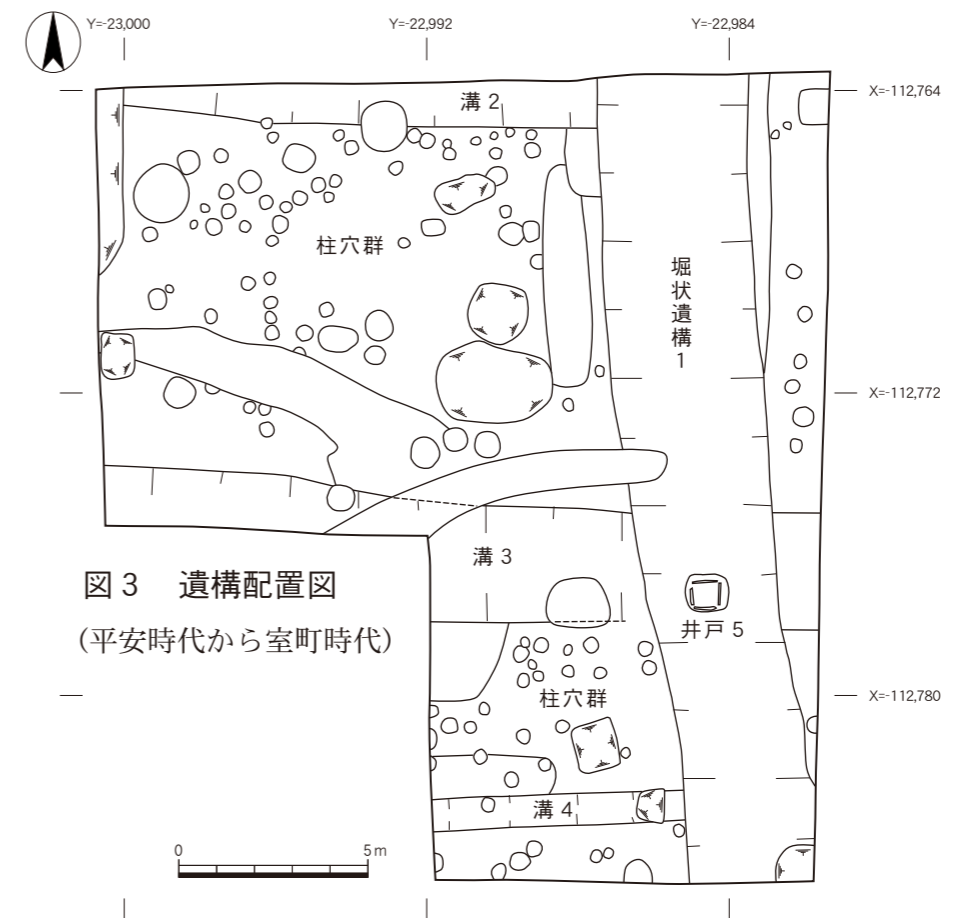 Y=-23,000
Y=-22,992
Y=-22,984
X=-112,764
溝2
柱穴群
堀状遺構1
X=-112,772
溝3
図3 遺構配置図
(平安時代から室町時代)
井戸5
柱穴群
X=-112,780
溝4
0 5m